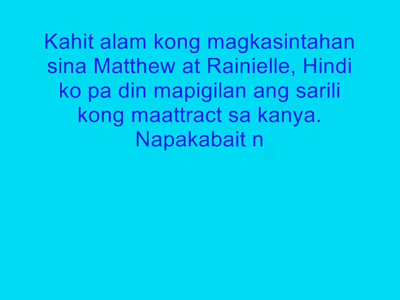 Kahit alam kong magkasintahan
sina Matthew at Rainielle, Hindi
ko pa din mapigilan ang sarili
kong maattract sa kanya.
Napakabait n